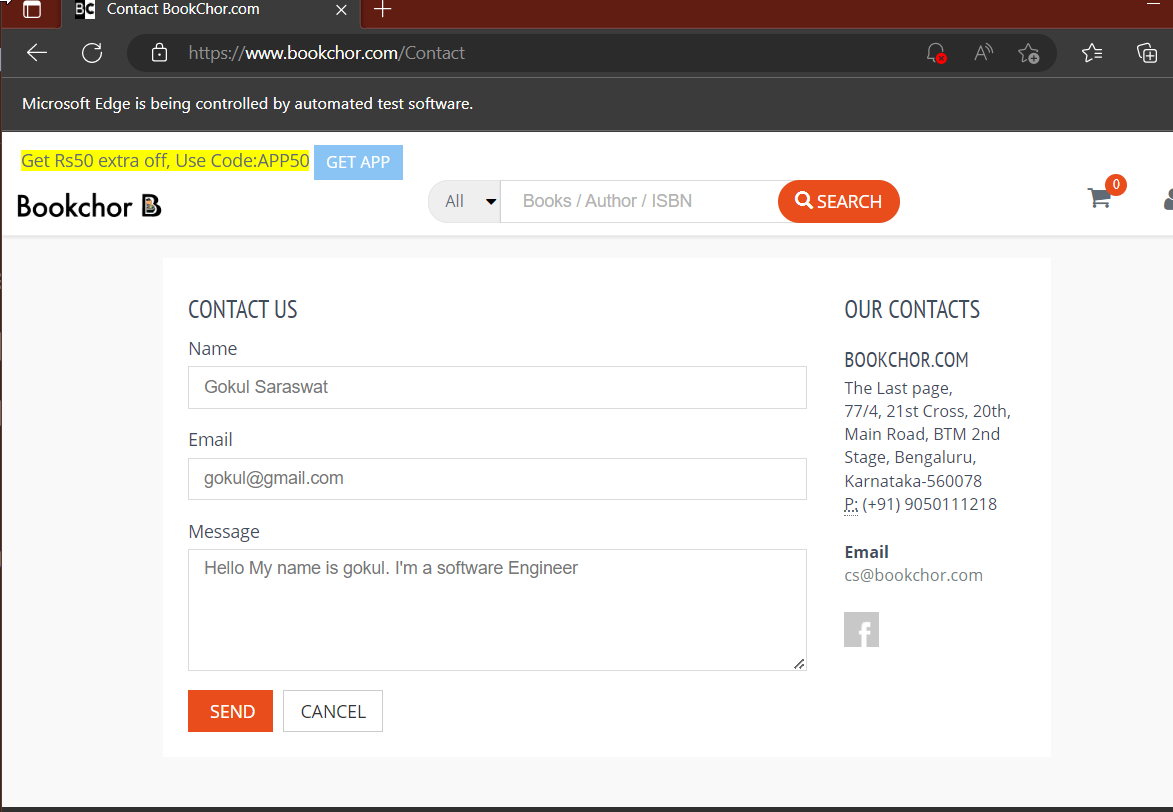 BC Contact BookChor.com
https://www.bookchor.com/Contact
Microsoft Edge is being controlled by automated test software.
Get Rs50 extra off, Use Code:APP50 GET APP
Bookchor B
All Books / Author / ISBN SEARCH
0
CONTACT US
Name
Gokul Saraswat
Email
gokul@gmail.com
Message
Hello My name is gokul. I'm a software Engineer
SEND CANCEL
OUR CONTACTS
BOOKCHOR.COM
The Last page,
77/4, 21st Cross, 20th,
Main Road, BTM 2nd
Stage, Bengaluru,
Karnataka-560078
P: (+91) 9050111218
Email
cs@bookchor.com
f